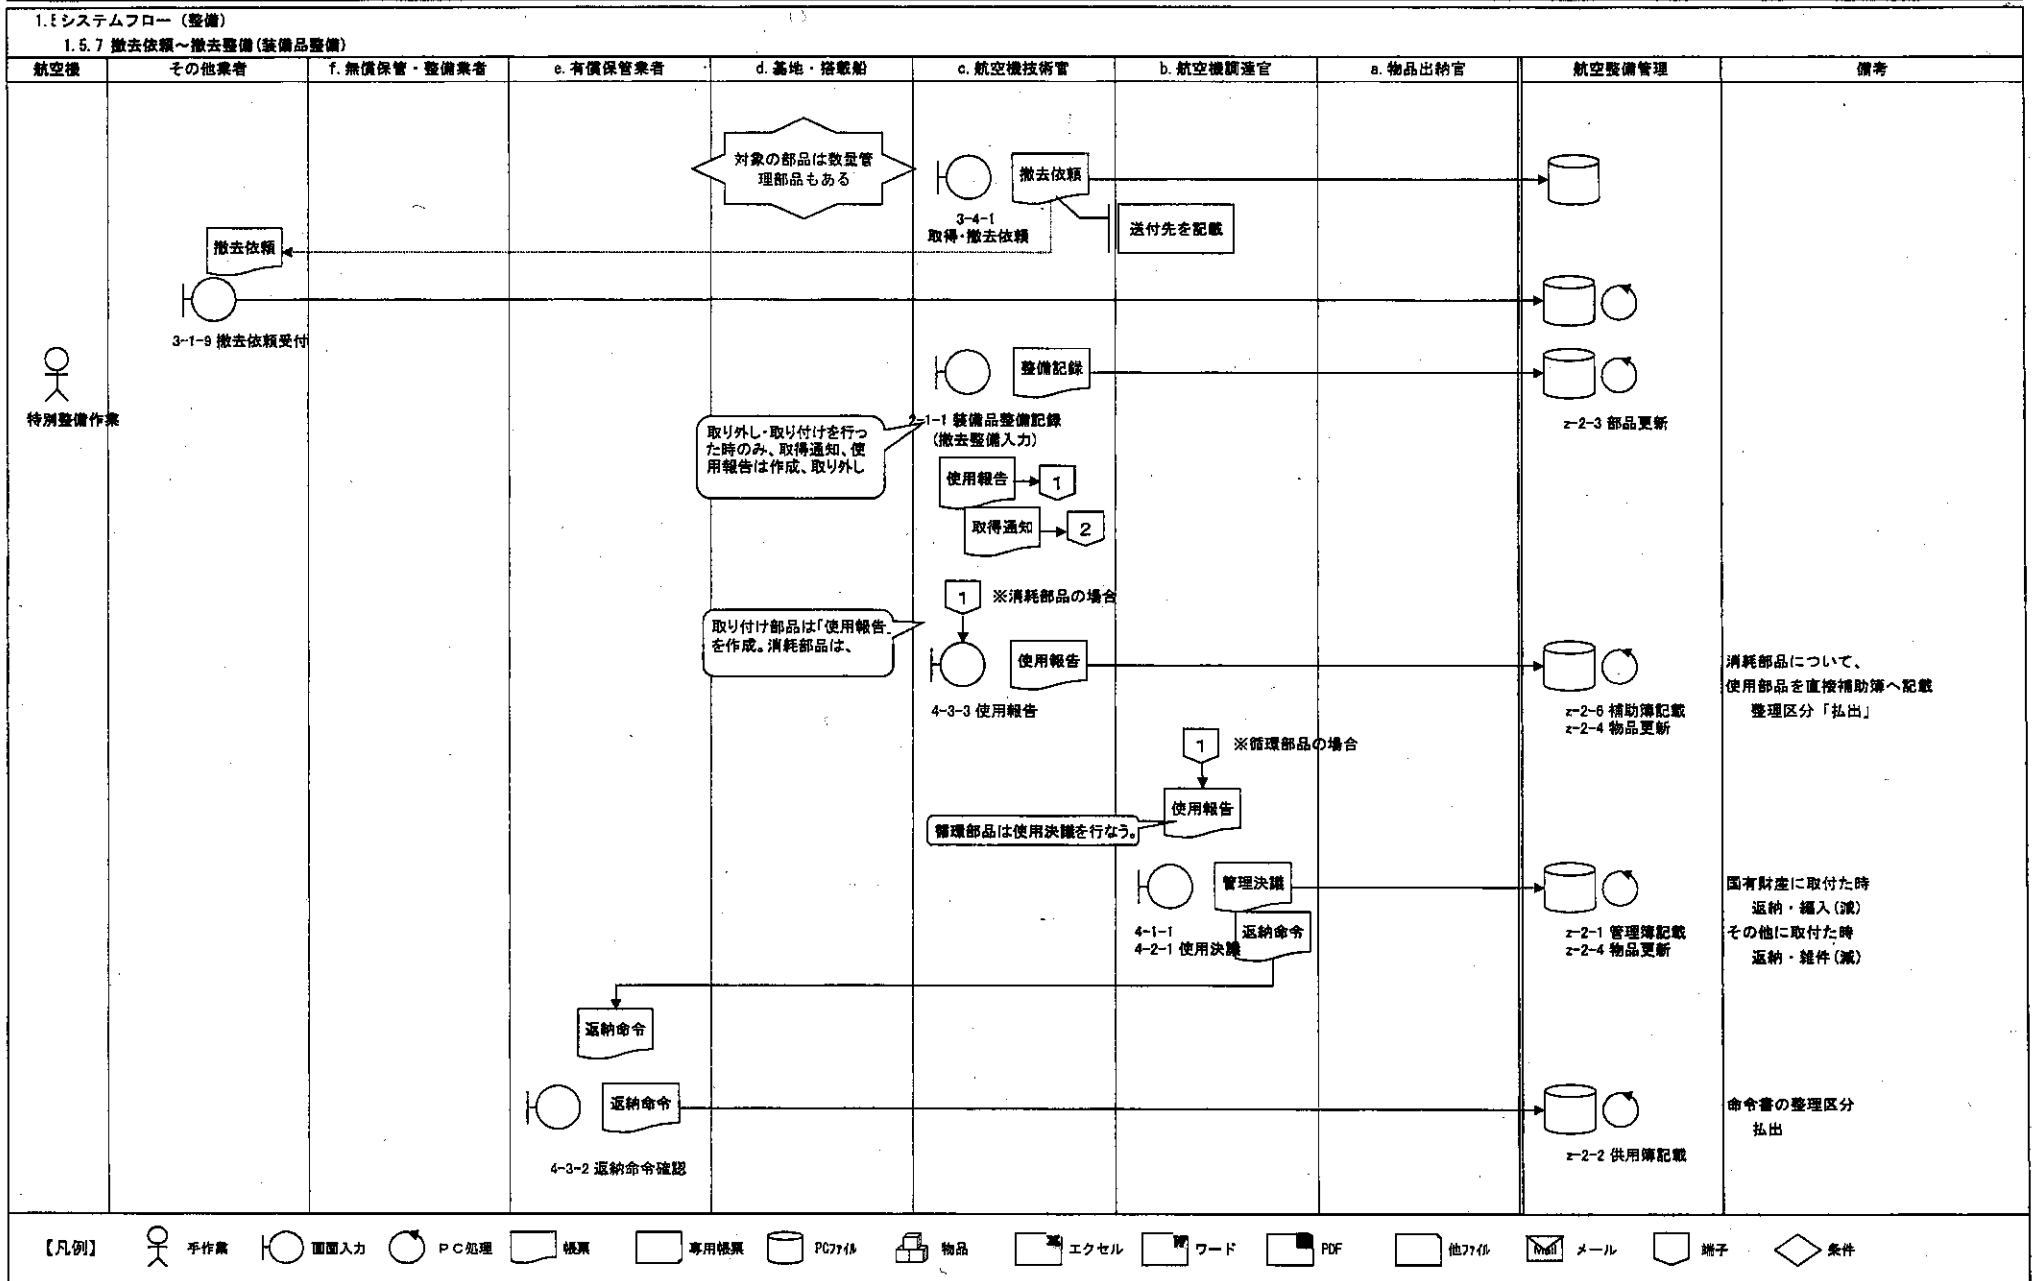 1.5システムフロー（整備）
1.5.7 撤去依頼～撤去整備(装備品整備)
航空機
その他業者
f.無償保管・整備業者
e.有償保管業者
d.基地・搭載船
c.航空機技術官
b.航空機調達官
a.物品出納官
航空整備管理
備考
対象の部品は数量管
理部品もある
撤去依頼
3-4-1
取得・撤去依頼
送付先を記載
撤去依頼
3-1-9 撤去依頼受付
特別整備作業
整備記録
2-1-1 装備品整備記録
(撤去整備入力)
z-2-3 部品更新
取り外し・取り付けを行っ
た時のみ、取得通知、使
用報告は作成、取り外し
使用報告
1
取得通知
2
1
※消耗部品の場合
取り付け部品は「使用報告」
を作成。消耗部品は、
使用報告
4-3-3 使用報告
z-2-6 補助簿記載
z-2-4 物品更新
消耗部品について、
使用部品を直接補助簿へ記載
整理区分「払出」
1
※循環部品の場合
使用報告
循環部品は使用決議を行なう。
管理決議
返納命令
4-1-1
4-2-1 使用決議
z-2-1 管理簿記載
z-2-4 物品更新
国有財産に取付た時
返納・編入(減)
その他に取付た時
返納・雑件(減)
返納命令
返納命令
4-3-2 返納命令確認
z-2-2 供用簿記載
命令書の整理区分
払出
【凡例】
手作業
画面入力
PC処理
帳票
専用帳票
PCﾌｧｲﾙ
物品
エクセル
ワード
PDF
他ﾌｧｲﾙ
Mail
メール
端子
条件